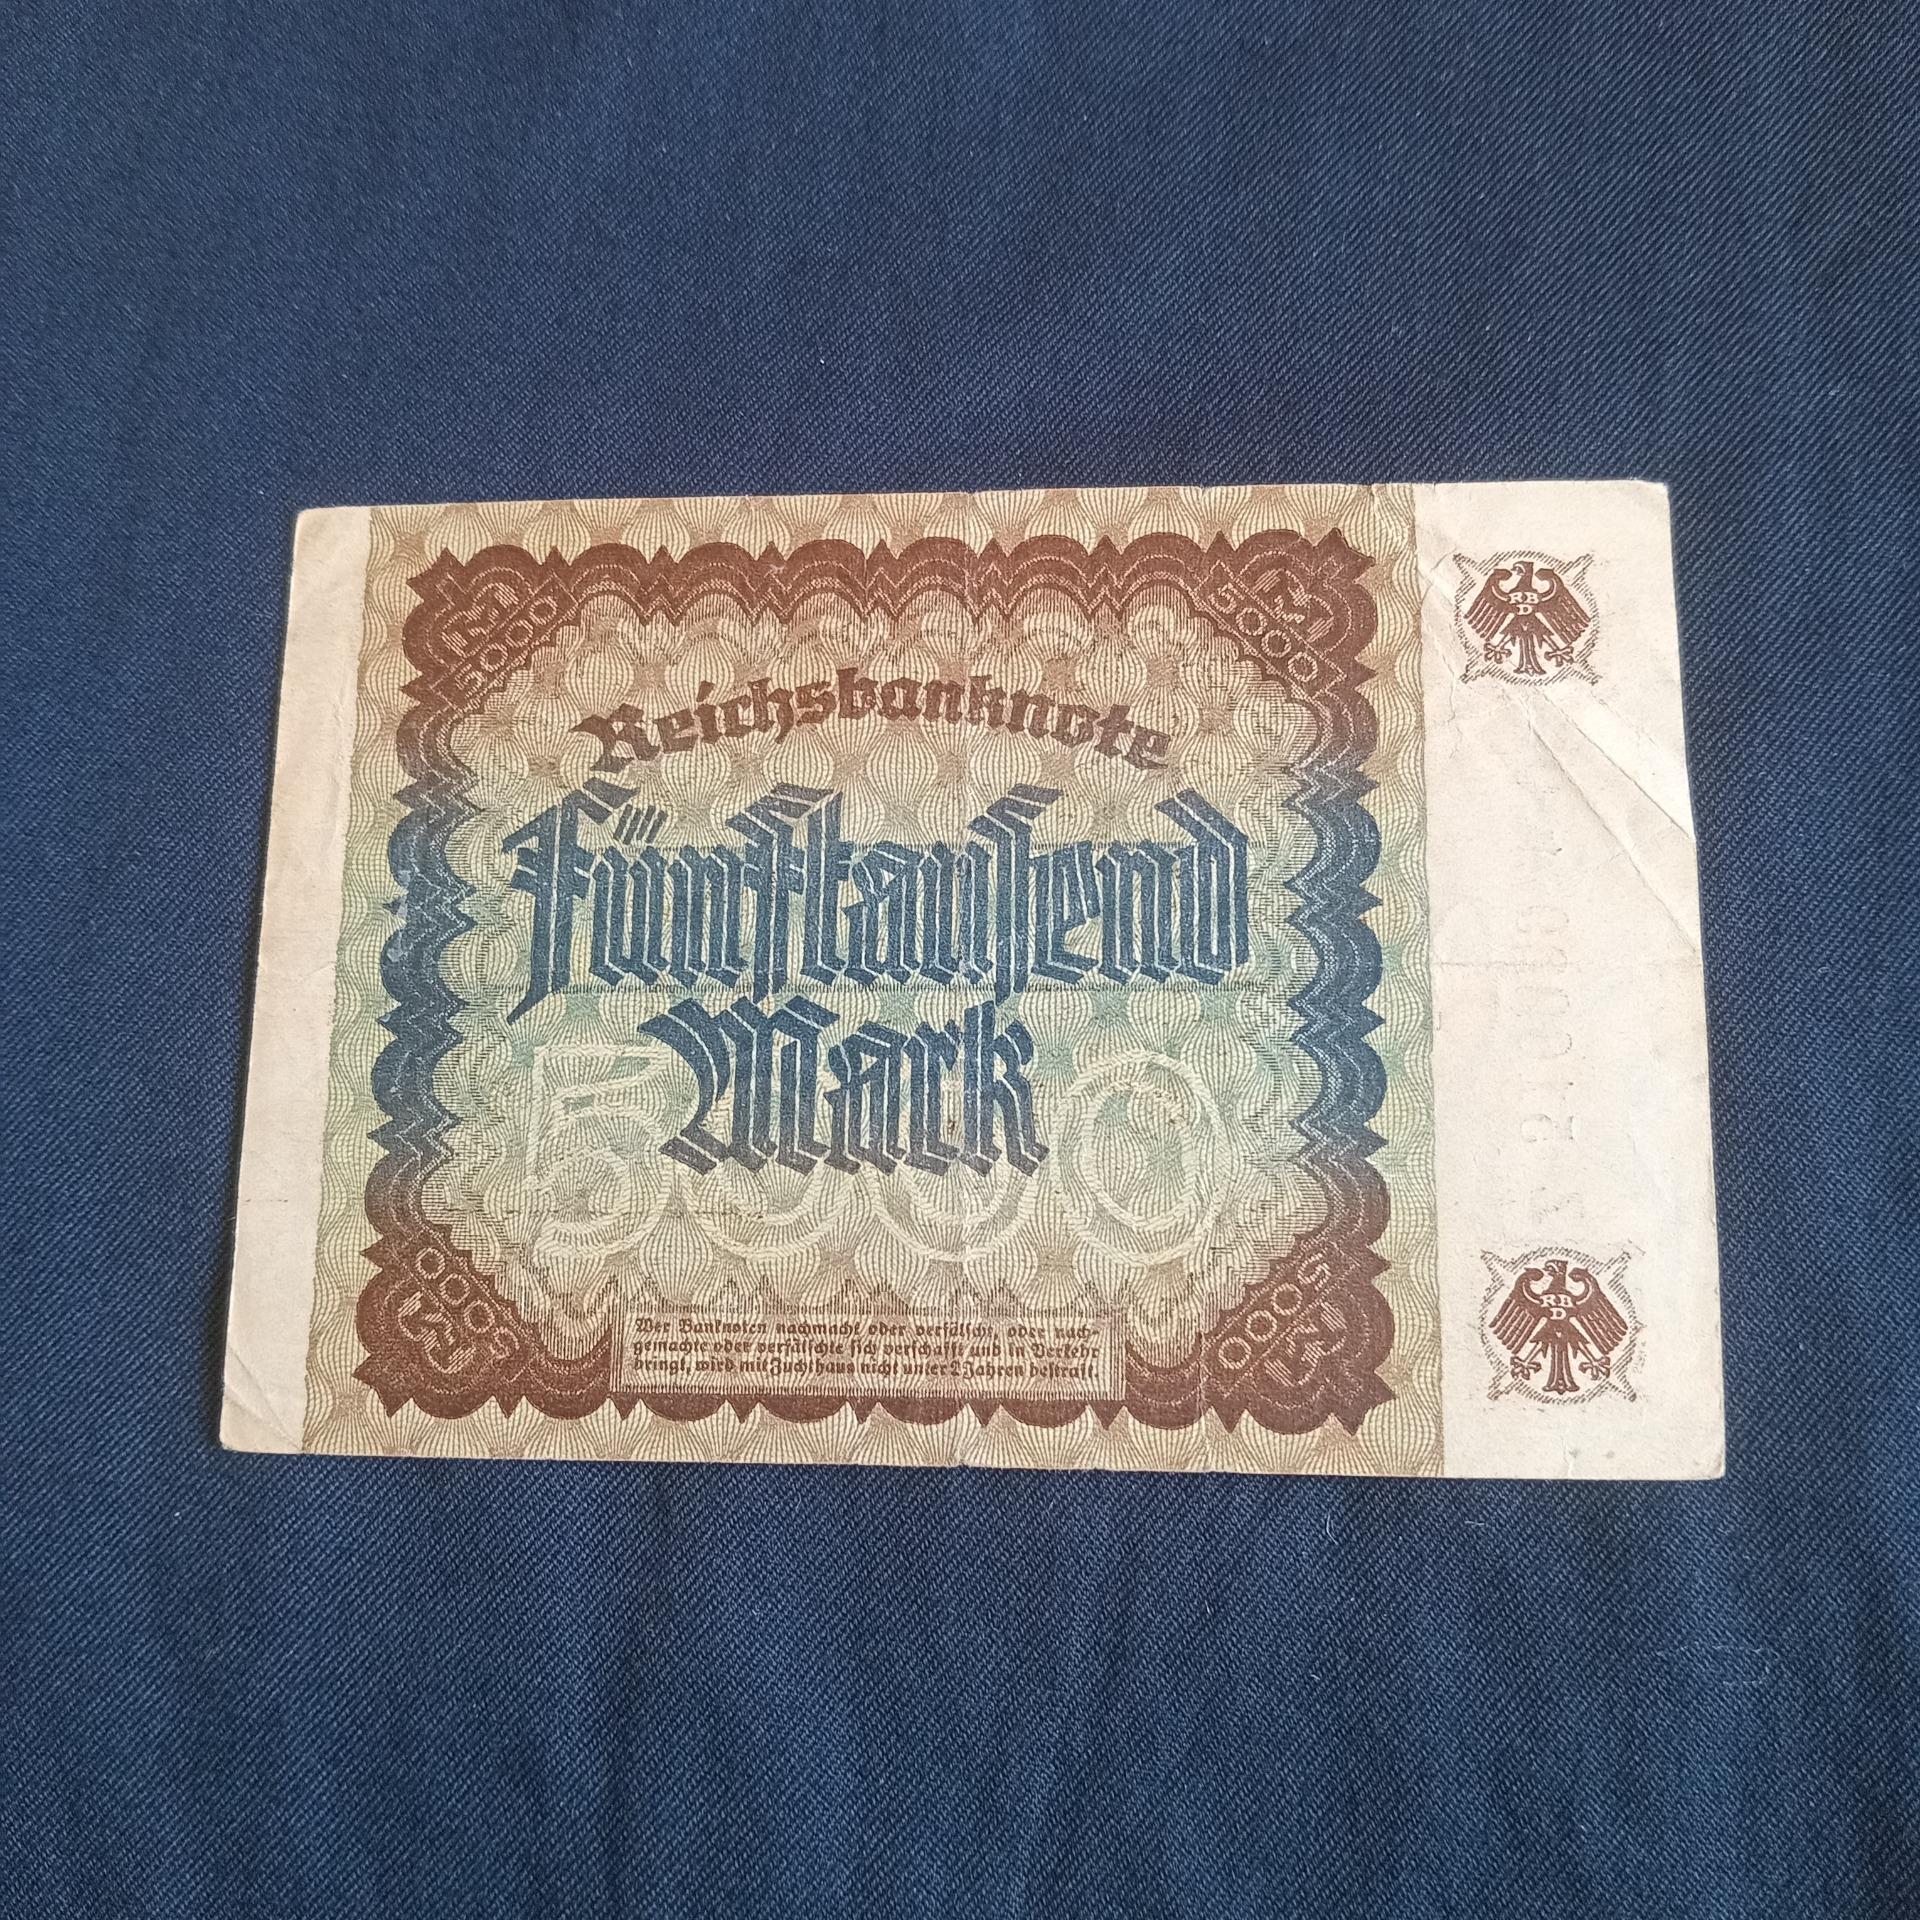 M
5000
M
5000
RBD
Reichsbanknote
Fünftausend
Mark
5000
5000
M
5000
M
Wer Banknoten nachmacht oder verfälscht, oder nach-
gemachte oder verfälschte sich verschafft und in Verkehr
bringt, wird mit Zuchthaus nicht unter 2 Jahren bestraft.
RBD